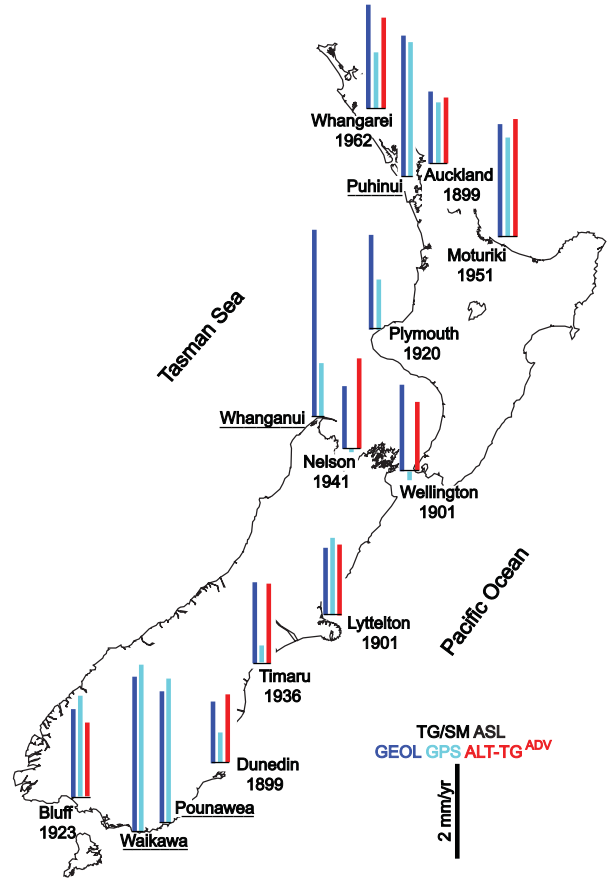 Whangarei
1962
Puhinui
Auckland
1899
Moturiki
1951
Tasman Sea
Plymouth
1920
Whanganui
Nelson
1941
Wellington
1901
Lyttelton
1901
Pacific Ocean
Timaru
1936
TG/SM ASL
GEOL GPS ALT-TG ADV
2 mm/yr
Dunedin
1899
Bluff
1923
Pounawea
Waikawa